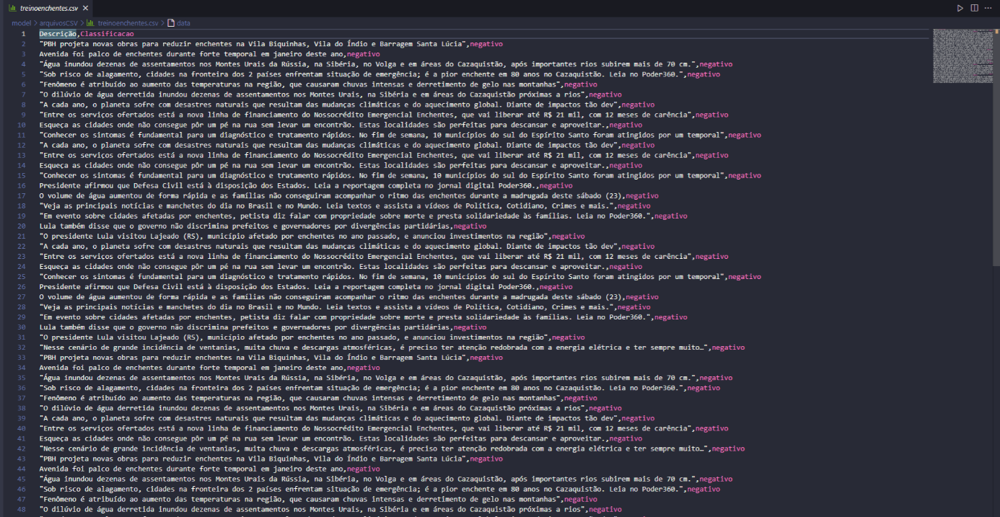 treinoenchentes.csv
model > arquivosCSV > treinoenchentes.csv > data
1 Descrição,Classificacao
2 "PBH projeta novas obras para reduzir enchentes na Vila Biquinhas, Vila do Índio e Barragem Santa Lúcia",negativo
3 Avenida foi palco de enchentes durante forte temporal em janeiro deste ano,negativo
4 "Água inundou dezenas de assentamentos nos Montes Urais da Rússia, na Sibéria, no Volga e em áreas do Cazaquistão, após importantes rios subirem mais de 70 cm.",negativo
5 "Sob risco de alagamento, cidades na fronteira dos 2 países enfrentam situação de emergência; é a pior enchente em 80 anos no Cazaquistão. Leia no Poder360.",negativo
6 "Fenômeno é atribuído ao aumento das temperaturas na região, que causaram chuvas intensas e derretimento de gelo nas montanhas",negativo
7 "O dilúvio de água derretida inundou dezenas de assentamentos nos Montes Urais, na Sibéria e em áreas do Cazaquistão próximas a rios",negativo
8 "A cada ano, o planeta sofre com desastres naturais que resultam das mudanças climáticas e do aquecimento global. Diante de impactos tão dev",negativo
9 "Entre os serviços ofertados está a nova linha de financiamento do Nossocrédito Emergencial Enchentes, que vai liberar até R$ 21 mil, com 12 meses de carência",negativo
10 Esqueça as cidades onde não consegue pôr um pé na rua sem levar um encontrão. Estas localidades são perfeitas para descansar e aproveitar.,negativo
11 "Conhecer os sintomas é fundamental para um diagnóstico e tratamento rápidos. No fim de semana, 10 municípios do sul do Espírito Santo foram atingidos por um temporal",negativo
12 "A cada ano, o planeta sofre com desastres naturais que resultam das mudanças climáticas e do aquecimento global. Diante de impactos tão dev",negativo
13 "Entre os serviços ofertados está a nova linha de financiamento do Nossocrédito Emergencial Enchentes, que vai liberar até R$ 21 mil, com 12 meses de carência",negativo
14 Esqueça as cidades onde não consegue pôr um pé na rua sem levar um encontrão. Estas localidades são perfeitas para descansar e aproveitar.,negativo
15 "Conhecer os sintomas é fundamental para um diagnóstico e tratamento rápidos. No fim de semana, 10 municípios do sul do Espírito Santo foram atingidos por um temporal",negativo
16 Presidente afirmou que Defesa Civil está à disposição dos Estados. Leia a reportagem completa no jornal digital Poder360.,negativo
17 O volume de água aumentou de forma rápida e as famílias não conseguiram acompanhar o ritmo das enchentes durante a madrugada deste sábado (23),negativo
18 "Veja as principais notícias e manchetes do dia no Brasil e no Mundo. Leia textos e assista a vídeos de Política, Cotidiano, Crimes e mais.",negativo
19 "Em evento sobre cidades afetadas por enchentes, petista diz falar com propriedade sobre morte e presta solidariedade às famílias. Leia no Poder360.",negativo
20 Lula também disse que o governo não discrimina prefeitos e governadores por divergências partidárias,negativo
21 "O presidente Lula visitou Lajeado (RS), município afetado por enchentes no ano passado, e anunciou investimentos na região",negativo
22 "A cada ano, o planeta sofre com desastres naturais que resultam das mudanças climáticas e do aquecimento global. Diante de impactos tão dev",negativo
23 "Entre os serviços ofertados está a nova linha de financiamento do Nossocrédito Emergencial Enchentes, que vai liberar até R$ 21 mil, com 12 meses de carência",negativo
24 Esqueça as cidades onde não consegue pôr um pé na rua sem levar um encontrão. Estas localidades são perfeitas para descansar e aproveitar.,negativo
25 "Conhecer os sintomas é fundamental para um diagnóstico e tratamento rápidos. No fim de semana, 10 municípios do sul do Espírito Santo foram atingidos por um temporal",negativo
26 Presidente afirmou que Defesa Civil está à disposição dos Estados. Leia a reportagem completa no jornal digital Poder360.,negativo
27 O volume de água aumentou de forma rápida e as famílias não conseguiram acompanhar o ritmo das enchentes durante a madrugada deste sábado (23),negativo
28 "Veja as principais notícias e manchetes do dia no Brasil e no Mundo. Leia textos e assista a vídeos de Política, Cotidiano, Crimes e mais.",negativo
29 "Em evento sobre cidades afetadas por enchentes, petista diz falar com propriedade sobre morte e presta solidariedade às famílias. Leia no Poder360.",negativo
30 Lula também disse que o governo não discrimina prefeitos e governadores por divergências partidárias,negativo
31 "O presidente Lula visitou Lajeado (RS), município afetado por enchentes no ano passado, e anunciou investimentos na região",negativo
32 "Nesse cenário de grande incidência de ventanias, muita chuva e descargas atmosféricas, é preciso ter atenção redobrada com a energia elétrica e ter sempre muito…",negativo
33 "PBH projeta novas obras para reduzir enchentes na Vila Biquinhas, Vila do Índio e Barragem Santa Lúcia",negativo
34 Avenida foi palco de enchentes durante forte temporal em janeiro deste ano,negativo
35 "Água inundou dezenas de assentamentos nos Montes Urais da Rússia, na Sibéria, no Volga e em áreas do Cazaquistão, após importantes rios subirem mais de 70 cm.",negativo
36 "Sob risco de alagamento, cidades na fronteira dos 2 países enfrentam situação de emergência; é a pior enchente em 80 anos no Cazaquistão. Leia no Poder360.",negativo
37 "Fenômeno é atribuído ao aumento das temperaturas na região, que causaram chuvas intensas e derretimento de gelo nas montanhas",negativo
38 "O dilúvio de água derretida inundou dezenas de assentamentos nos Montes Urais, na Sibéria e em áreas do Cazaquistão próximas a rios",negativo
39 "A cada ano, o planeta sofre com desastres naturais que resultam das mudanças climáticas e do aquecimento global. Diante de impactos tão dev",negativo
40 "Entre os serviços ofertados está a nova linha de financiamento do Nossocrédito Emergencial Enchentes, que vai liberar até R$ 21 mil, com 12 meses de carência",negativo
41 Esqueça as cidades onde não consegue pôr um pé na rua sem levar um encontrão. Estas localidades são perfeitas para descansar e aproveitar.,negativo
42 "Nesse cenário de grande incidência de ventanias, muita chuva e descargas atmosféricas, é preciso ter atenção redobrada com a energia elétrica e ter sempre muito…",negativo
43 "PBH projeta novas obras para reduzir enchentes na Vila Biquinhas, Vila do Índio e Barragem Santa Lúcia",negativo
44 Avenida foi palco de enchentes durante forte temporal em janeiro deste ano,negativo
45 "Água inundou dezenas de assentamentos nos Montes Urais da Rússia, na Sibéria, no Volga e em áreas do Cazaquistão, após importantes rios subirem mais de 70 cm.",negativo
46 "Sob risco de alagamento, cidades na fronteira dos 2 países enfrentam situação de emergência; é a pior enchente em 80 anos no Cazaquistão. Leia no Poder360.",negativo
47 "Fenômeno é atribuído ao aumento das temperaturas na região, que causaram chuvas intensas e derretimento de gelo nas montanhas",negativo
48 "O dilúvio de água derretida inundou dezenas de assentamentos nos Montes Urais, na Sibéria e em áreas do Cazaquistão próximas a rios",negativo